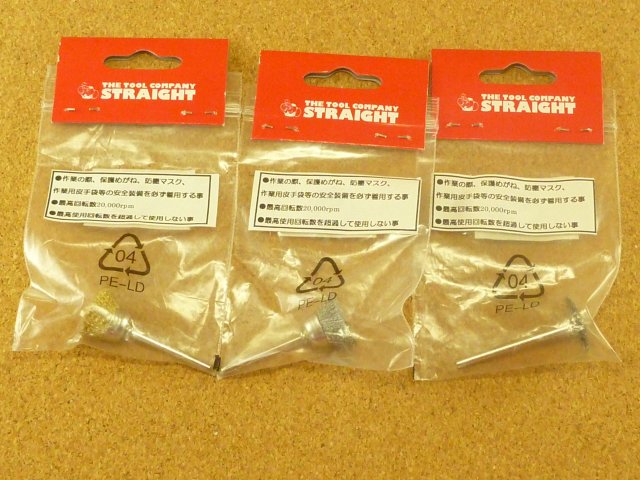 THE TOOL COMPANY
STRAIGHT
●作業の際、保護めがね、防塵マスク、
作業用皮手袋等の安全装備を必ず着用する事
●最高回転数20,000rpm
●最高使用回転数を超過して使用しない事
04
PE-LD
THE TOOL COMPANY
STRAIGHT
●作業の際、保護めがね、防塵マスク、
作業用皮手袋等の安全装備を必ず着用する事
●最高回転数20,000rpm
●最高使用回転数を超過して使用しない事
04
PE-LD
THE TOOL COMPANY
STRAIGHT
●作業の際、保護めがね、防塵マスク、
作業用皮手袋等の安全装備を必ず着用する事
●最高回転数20,000rpm
●最高使用回転数を超過して使用しない事
04
PE-LD